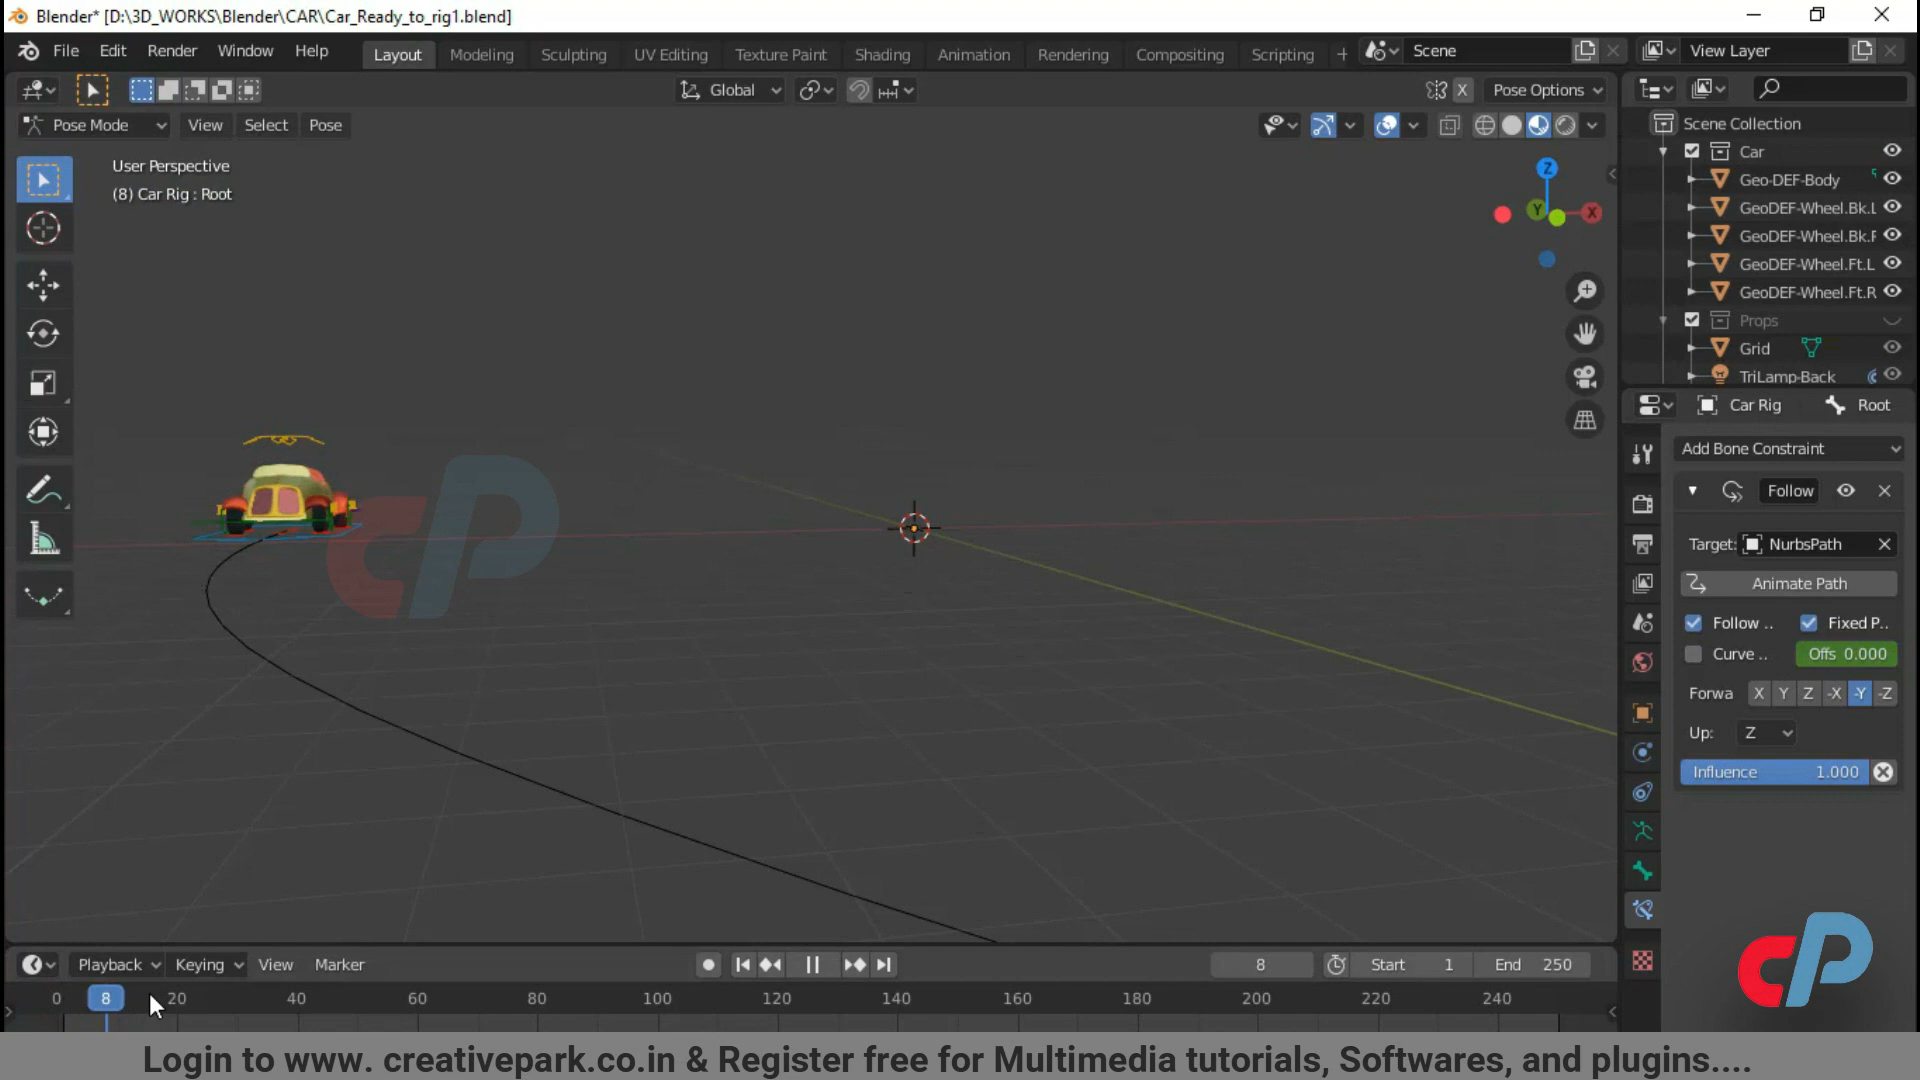 Blender* [D:\3D_WORKS\Blender\CAR\Car_Ready_to_rig1.blend]
File Edit Render Window Help Layout Modeling Sculpting UV Editing Texture Paint Shading Animation Rendering Compositing Scripting + Scene View Layer
Global X Pose Options
Pose Mode View Select Pose
Scene Collection
User Perspective
(8) Car Rig : Root
Car
Geo-DEF-Body
GeoDEF-Wheel.Bk.L
GeoDEF-Wheel.Bk.F
GeoDEF-Wheel.Ft.L
GeoDEF-Wheel.Ft.R
Props
Grid
TriLamp-Back
Z
Y X
Car Rig Root
Add Bone Constraint
Follow
Target: NurbsPath
Animate Path
Follow .. Fixed P..
Curve .. Offs 0.000
Forwa X Y Z -X -Y -Z
Up: Z
Influence 1.000
CP
Playback Keying View Marker 8 Start 1 End 250
0 8 20 40 60 80 100 120 140 160 180 200 220 240
CP
Login to www. creativepark.co.in & Register free for Multimedia tutorials, Softwares, and plugins....